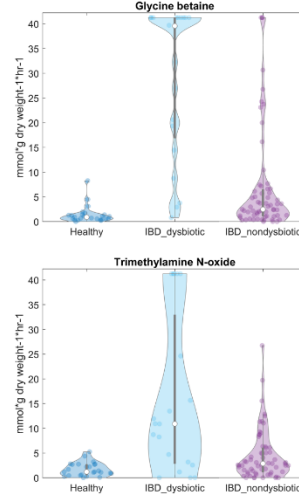 Glycine betaine
mmol*g dry weight-1*hr-1
40
35
30
25
20
15
10
5
0
Healthy
IBD_dysbiotic
IBD_nondysbiotic
Trimethylamine N-oxide
mmol*g dry weight-1*hr-1
40
35
30
25
20
15
10
5
0
Healthy
IBD_dysbiotic
IBD_nondysbiotic